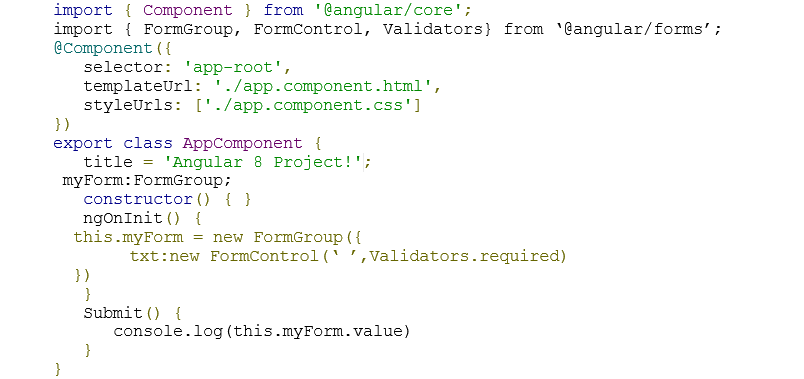 import { Component } from '@angular/core';
import { FormGroup, FormControl, Validators} from ‘@angular/forms’;
@Component({
selector: 'app-root',
templateUrl: './app.component.html',
styleUrls: ['./app.component.css']
})
export class AppComponent {
title = 'Angular 8 Project!';
myForm:FormGroup;
constructor() { }
ngOnInit() {
this.myForm = new FormGroup({
txt:new FormControl(‘ ’,Validators.required)
})
}
Submit() {
console.log(this.myForm.value)
}
}